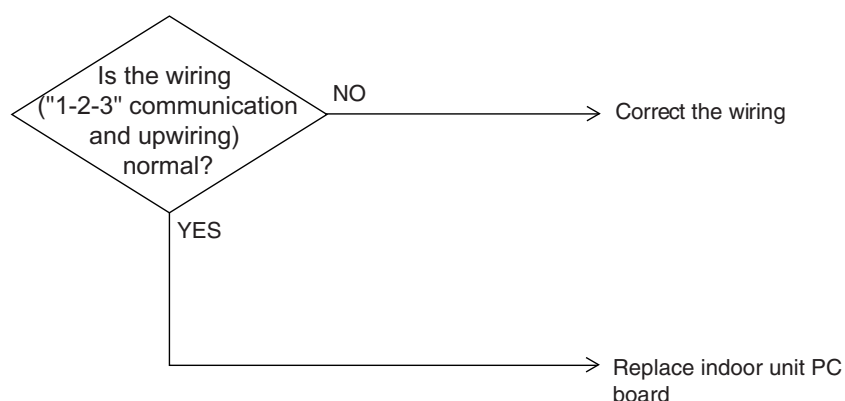 Is the wiring
("1-2-3" communication
and upwiring)
normal?
NO
Correct the wiring
YES
Replace indoor unit PC
board